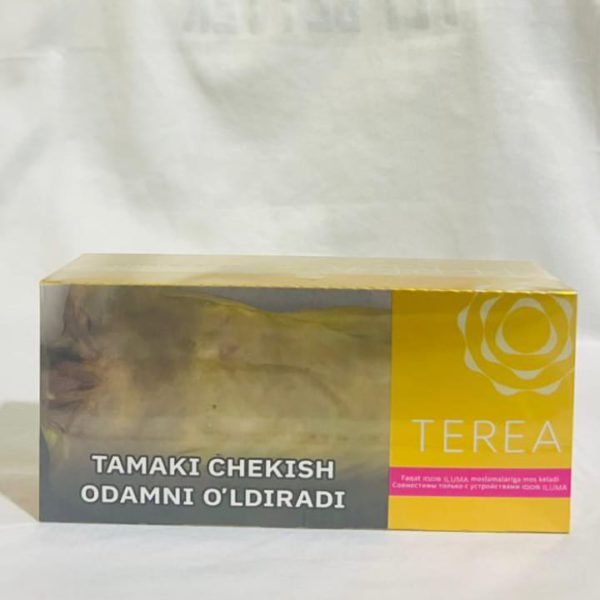 TAMAKI CHEKISH
ODAMNI O'LDIRADI
TEREA
Faqat IQOS ILUMA moslamalariga mos keladi
Совместимы только с устройствами IQOS ILUMA